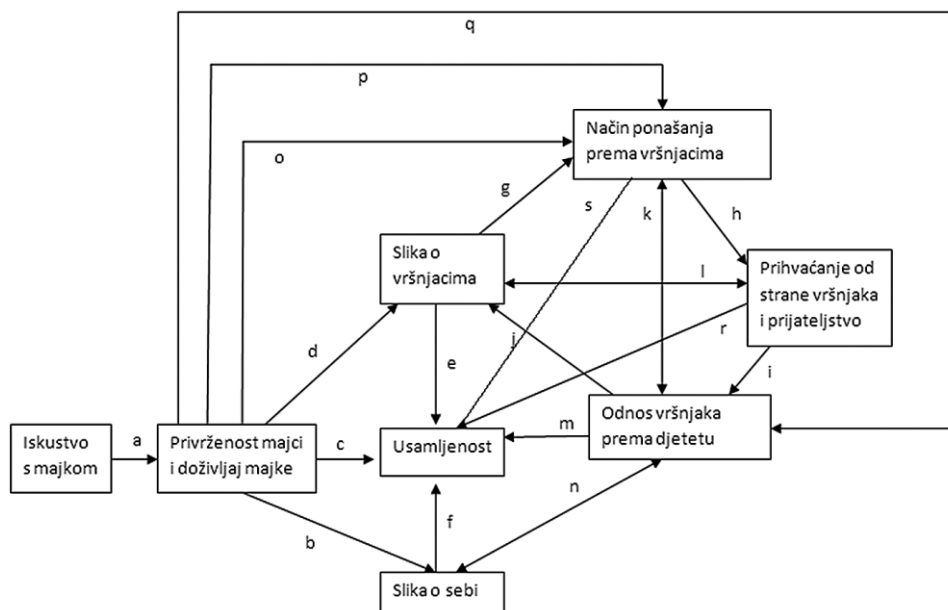 q
p
Način ponašanja
prema vršnjacima
o
g
s
k
h
Slika o
vršnjacima
l
Prihvaćanje od
strane vršnjaka
i prijateljstvo
r
d
j
e
i
Odnos vršnjaka
prema djetetu
Iskustvo
s majkom
a
Privrženost majci
i doživljaj majke
c
Usamljenost
m
n
f
b
Slika o sebi